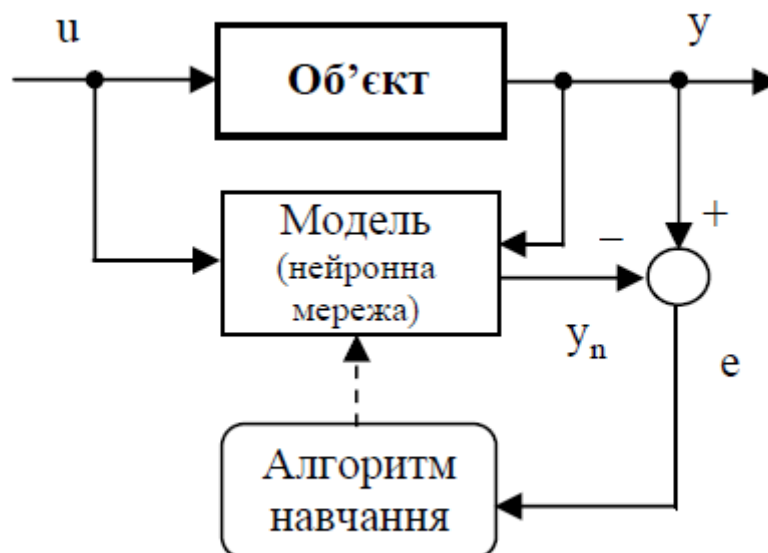 u
y
Об’єкт
Модель
(нейронна
мережа)
–
+
yₙ
e
Алгоритм
навчання